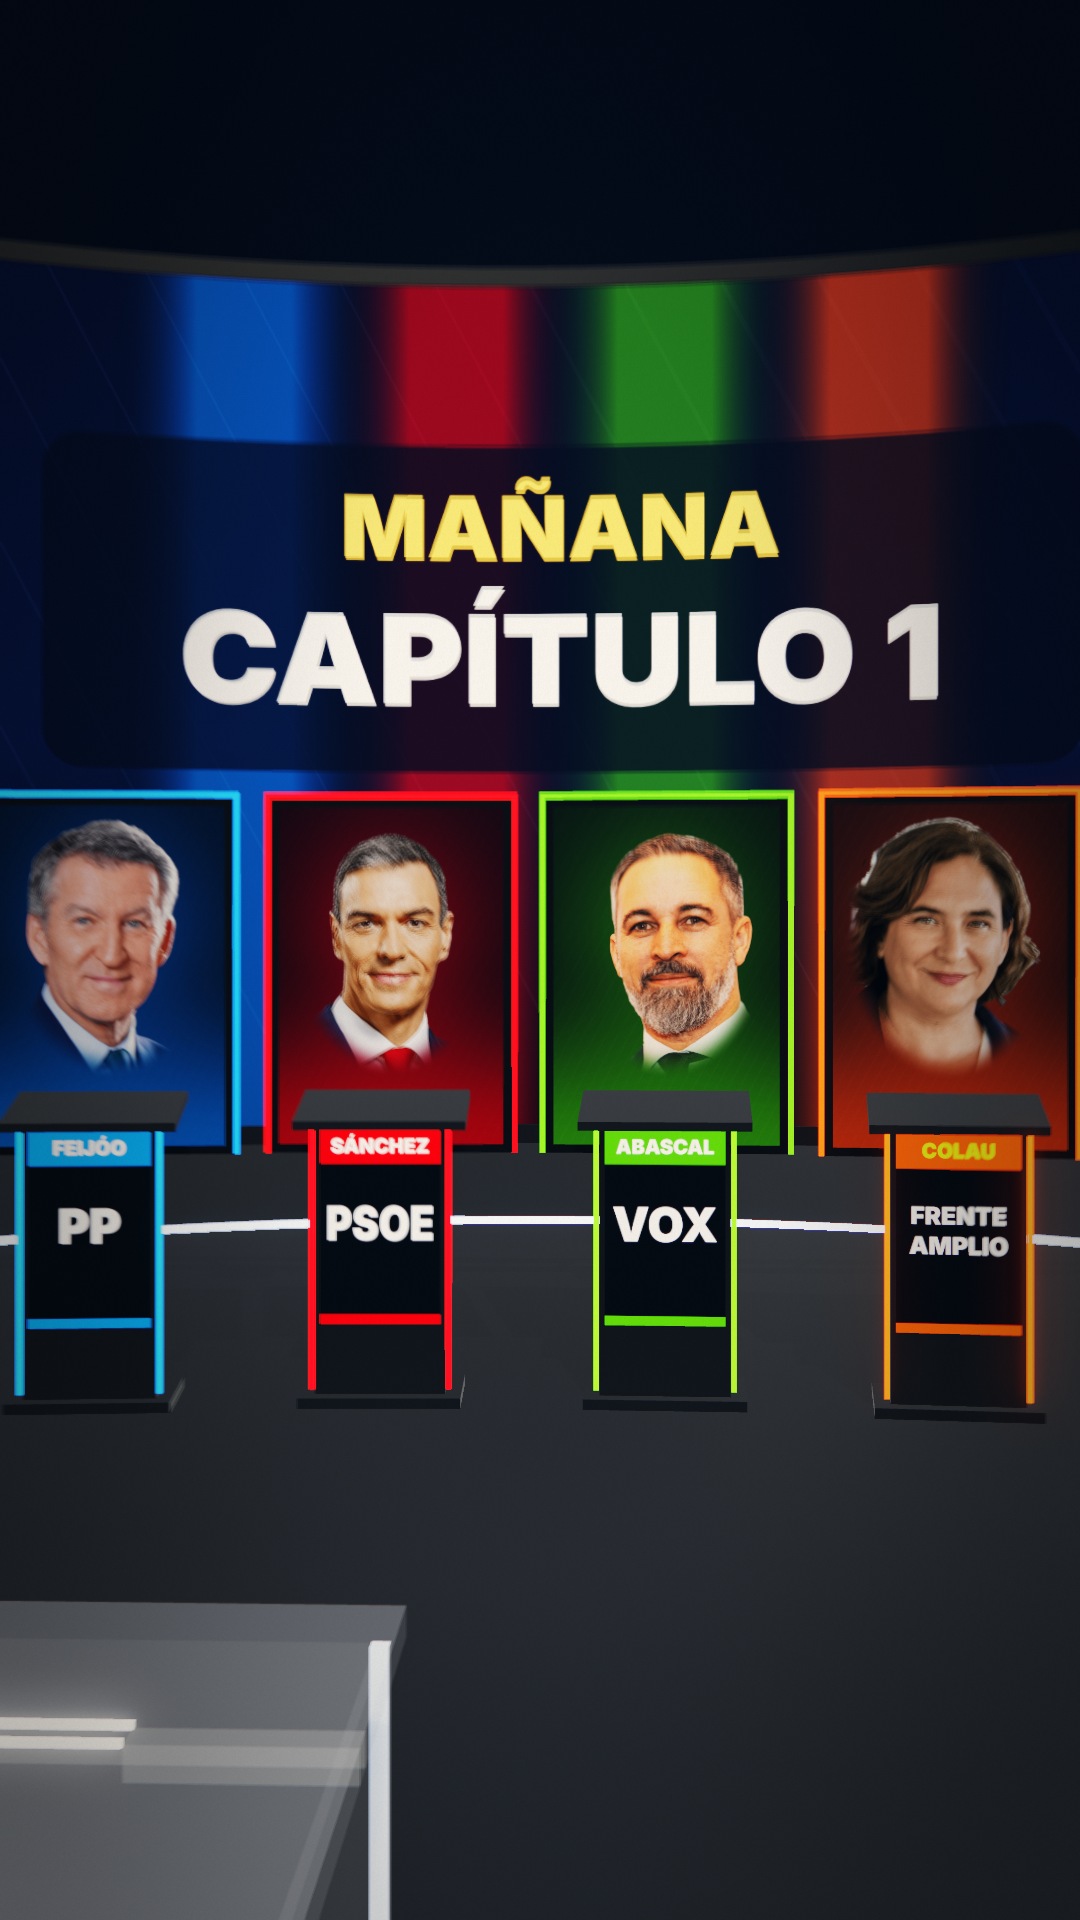 MAÑANA
CAPÍTULO 1
FEIJÓO
SÁNCHEZ
ABASCAL
COLAU
PP
PSOE
VOX
FRENTE
AMPLIO